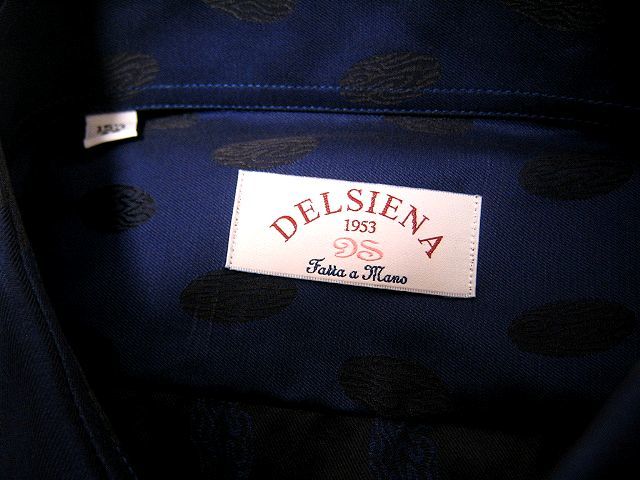 DELSIENA
1953
DS
Fatta a Mano